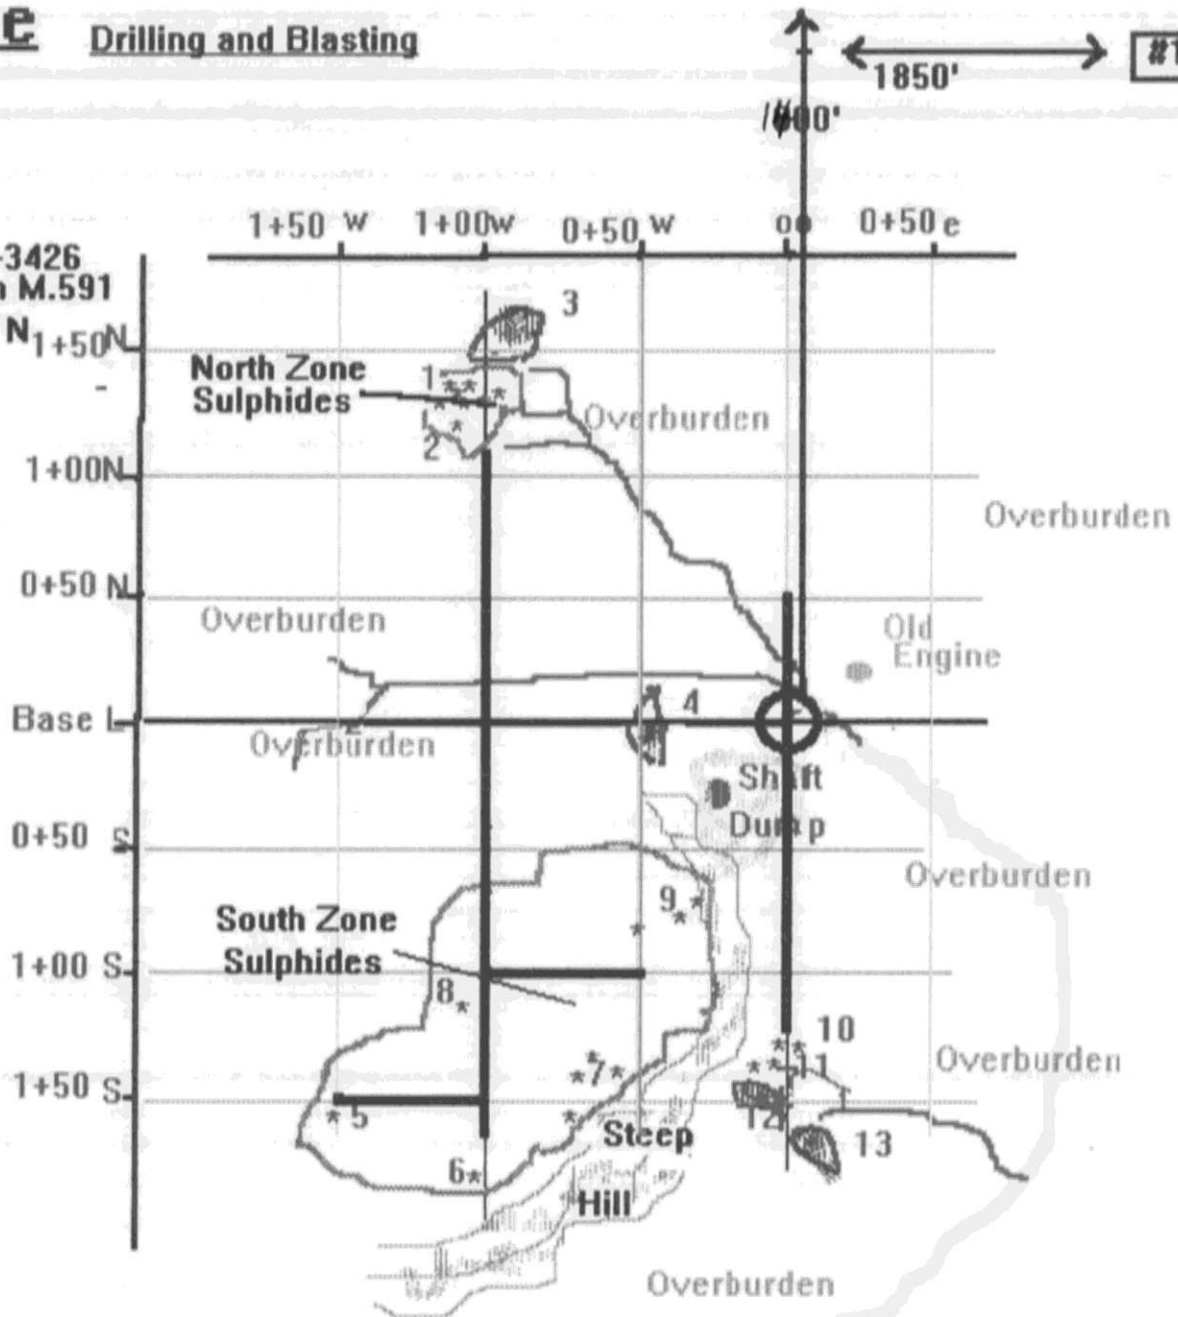 e Drilling and Blasting
1850' #1
00'
1+50 W 1+00W 0+50 W 00 0+50 e
3426
M.591
N 1+50 N
3
North Zone
Sulphides
1
2
Overburden
1+00N
Overburden
0+50 N
Overburden
Old
Engine
Base L
4
Overburden
Shaft
Dump
0+50 S
Overburden
9
South Zone
Sulphides
1+00 S
8
10
7
11
Overburden
1+50 S
5
12
Steep
13
6
Hill
Overburden